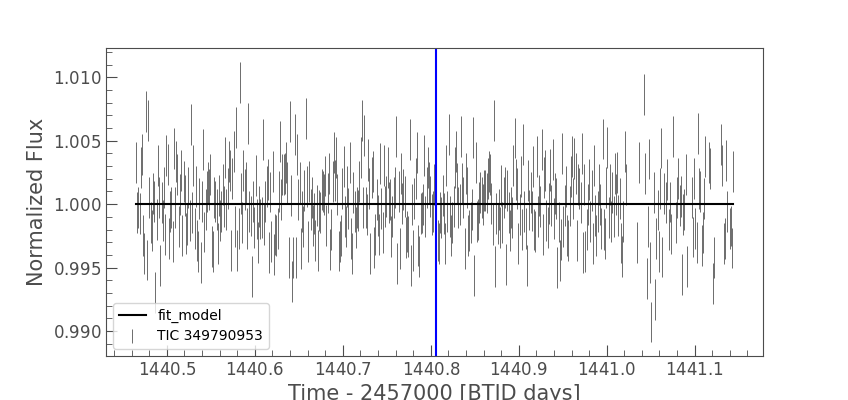 1.010
1.005
1.000
0.995
0.990
Normalized Flux
fit_model
TIC 349790953
1440.5 1440.6 1440.7 1440.8 1440.9 1441.0 1441.1
Time - 2457000 [BTJD days]